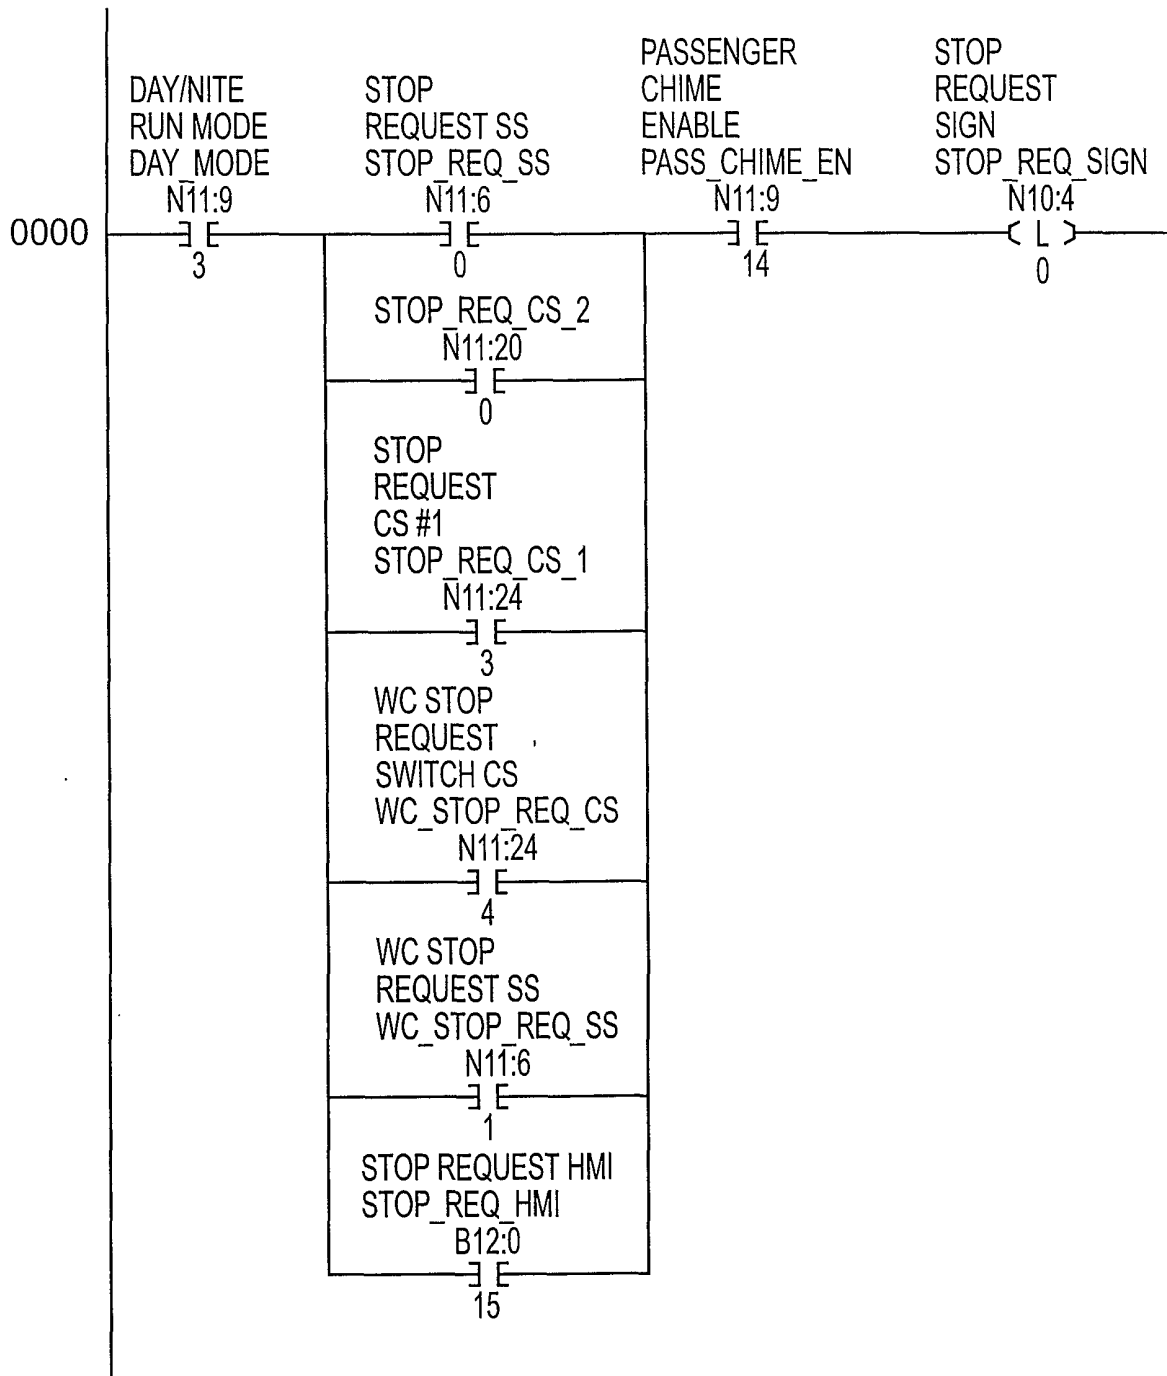 DAY/NITE
RUN MODE
DAY_MODE
N11:9
3
STOP
REQUEST SS
STOP_REQ_SS
N11:6
0
PASSENGER
CHIME
ENABLE
PASS_CHIME_EN
N11:9
14
STOP
REQUEST
SIGN
STOP_REQ_SIGN
N10:4
L
0
0000
STOP_REQ_CS_2
N11:20
0
STOP
REQUEST
CS #1
STOP_REQ_CS_1
N11:24
3
WC STOP
REQUEST
SWITCH CS
WC_STOP_REQ_CS
N11:24
4
WC STOP
REQUEST SS
WC_STOP_REQ_SS
N11:6
1
STOP REQUEST HMI
STOP_REQ_HMI
B12:0
15